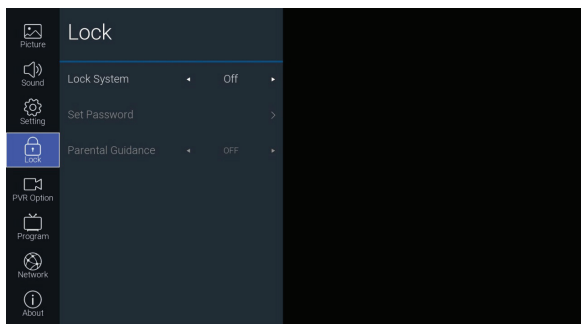 Picture
Sound
Setting
Lock
PVR Option
Program
Network
About
Lock
Lock System Off
Set Password
Parental Guidance OFF